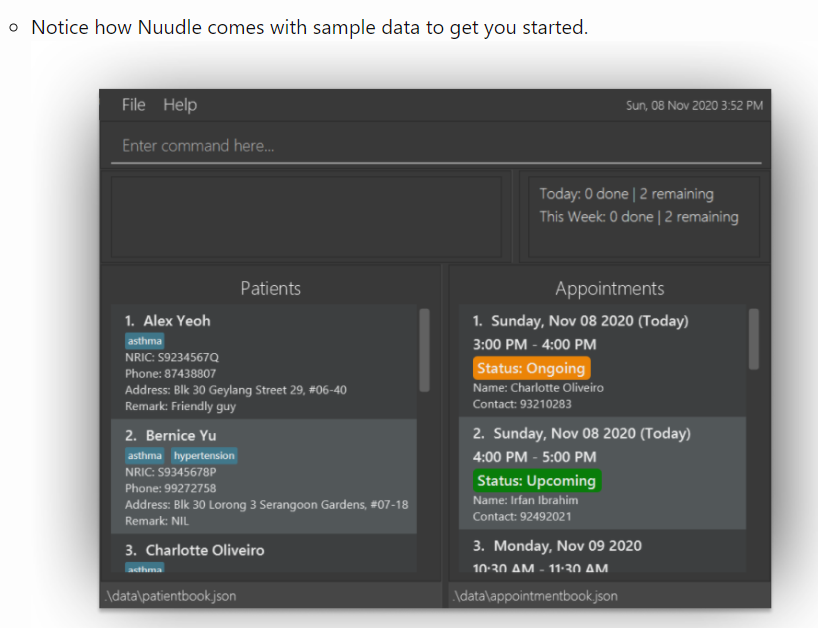 Notice how Nuudle comes with sample data to get you started.
File Help
Sun, 08 Nov 2020 3:52 PM
Enter command here...
Today: 0 done | 2 remaining
This Week: 0 done | 2 remaining
Patients
1. Alex Yeoh
asthma
NRIC: S9234567Q
Phone: 87438807
Address: Blk 30 Geylang Street 29, #06-40
Remark: Friendly guy
2. Bernice Yu
asthma hypertension
NRIC: S9345678P
Phone: 99272758
Address: Blk 30 Lorong 3 Serangoon Gardens, #07-18
Remark: NIL
3. Charlotte Oliveiro
asthma
.\data\patientbook.json
Appointments
1. Sunday, Nov 08 2020 (Today)
3:00 PM - 4:00 PM
Status: Ongoing
Name: Charlotte Oliveiro
Contact: 93210283
2. Sunday, Nov 08 2020 (Today)
4:00 PM - 5:00 PM
Status: Upcoming
Name: Irfan Ibrahim
Contact: 92492021
3. Monday, Nov 09 2020
10:30 AM - 11:30 AM
.\data\appointmentbook.json